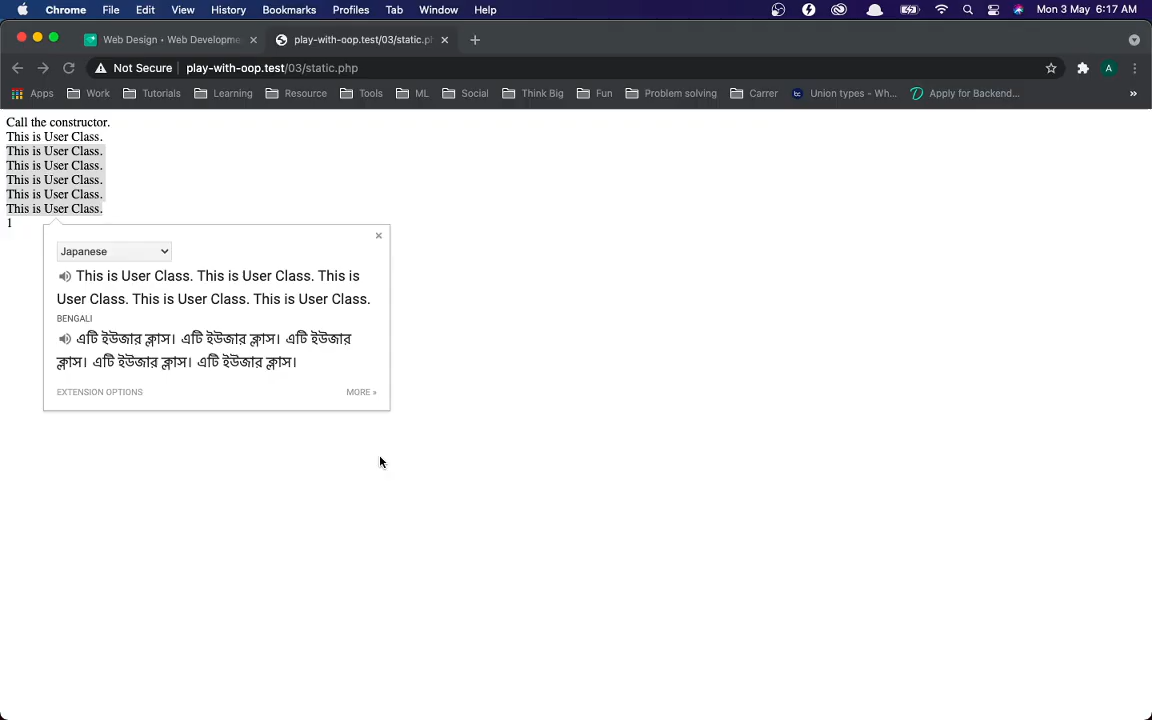 Chrome File Edit View History Bookmarks Profiles Tab Window Help Mon 3 May 6:17 AM
Web Design • Web Developme play-with-oop.test/03/static.p
Not Secure play-with-oop.test/03/static.php A
Apps Work Tutorials Learning Resource Tools ML Social Think Big Fun Problem solving Carrer bc Union types - Wh... Apply for Backend... »
Call the constructor.
This is User Class.
This is User Class.
This is User Class.
This is User Class.
This is User Class.
This is User Class.
1
Japanese
This is User Class. This is User Class. This is
User Class. This is User Class. This is User Class.
BENGALI
এটি ইউজার ক্লাস। এটি ইউজার ক্লাস। এটি ইউজার
ক্লাস। এটি ইউজার ক্লাস। এটি ইউজার ক্লাস।
EXTENSION OPTIONS MORE »